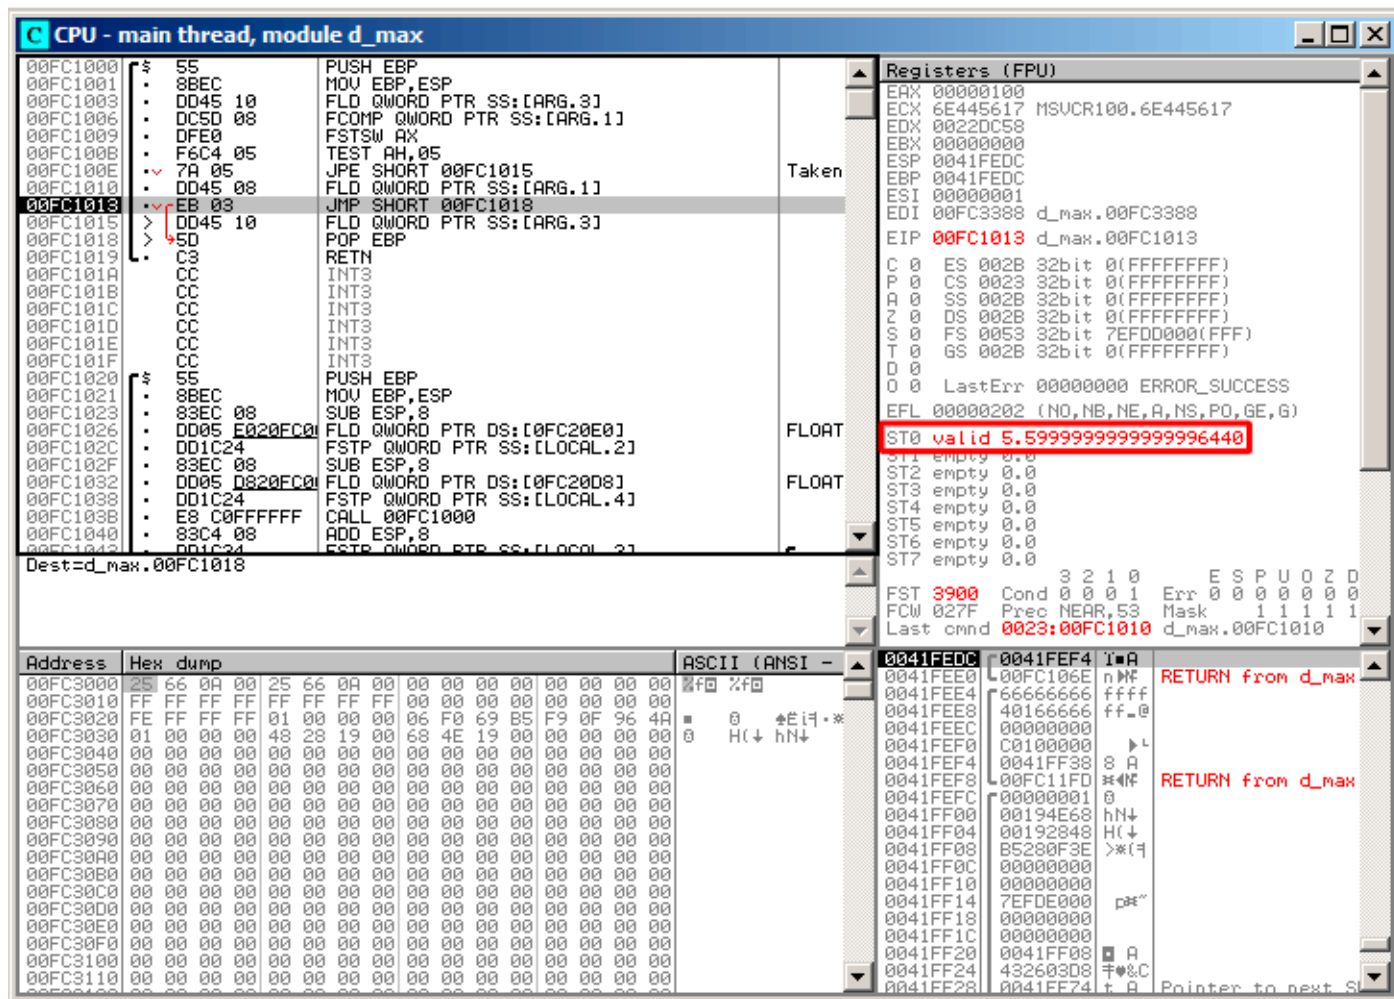 C CPU - main thread, module d_max
00FC1000 $ 55 PUSH EBP
00FC1001 · 8BEC MOV EBP,ESP
00FC1003 · DD45 10 FLD QWORD PTR SS:[ARG.3]
00FC1006 · DC5D 08 FCOMP QWORD PTR SS:[ARG.1]
00FC1009 · DFE0 FSTSW AX
00FC100B · F6C4 05 TEST AH,05
00FC100E · 7A 05 JPE SHORT 00FC1015 Taken
00FC1010 · DD45 08 FLD QWORD PTR SS:[ARG.1]
00FC1013 · EB 03 JMP SHORT 00FC1018
00FC1015 > DD45 10 FLD QWORD PTR SS:[ARG.3]
00FC1018 > 5D POP EBP
00FC1019 · C3 RETN
00FC101A CC INT3
00FC101B CC INT3
00FC101C CC INT3
00FC101D CC INT3
00FC101E CC INT3
00FC101F CC INT3
00FC1020 $ 55 PUSH EBP
00FC1021 · 8BEC MOV EBP,ESP
00FC1023 · 83EC 08 SUB ESP,8
00FC1026 · DD05 E020FC00 FLD QWORD PTR DS:[0FC20E0] FLOAT
00FC102C · DD1C24 FSTP QWORD PTR SS:[LOCAL.2]
00FC102F · 83EC 08 SUB ESP,8
00FC1032 · DD05 D820FC00 FLD QWORD PTR DS:[0FC20D8] FLOAT
00FC1038 · DD1C24 FSTP QWORD PTR SS:[LOCAL.4]
00FC103B · E8 C0FFFFFF CALL 00FC1000
00FC1040 · 83C4 08 ADD ESP,8
00FC1043 · DD1C24 FSTP QWORD PTR SS:[LOCAL.2]
Dest=d_max.00FC1018
Registers (FPU)
EAX 00000100
ECX 6E445617 MSVCR100.6E445617
EDX 0022DC58
EBX 00000000
ESP 0041FEDC
EBP 0041FEDC
ESI 00000001
EDI 00FC3388 d_max.00FC3388
EIP 00FC1013 d_max.00FC1013
C 0 ES 002B 32bit 0(FFFFFFFF)
P 0 CS 0023 32bit 0(FFFFFFFF)
A 0 SS 002B 32bit 0(FFFFFFFF)
Z 0 DS 002B 32bit 0(FFFFFFFF)
S 0 FS 0053 32bit 7EFDD000(FFF)
T 0 GS 002B 32bit 0(FFFFFFFF)
D 0
O 0 LastErr 00000000 ERROR_SUCCESS
EFL 00000202 (NO,NB,NE,A,NS,PO,GE,G)
ST0 valid 5.5999999999999996440
ST1 empty 0.0
ST2 empty 0.0
ST3 empty 0.0
ST4 empty 0.0
ST5 empty 0.0
ST6 empty 0.0
ST7 empty 0.0
3 2 1 0 E S P U O Z D
FST 3900 Cond 0 0 0 1 Err 0 0 0 0 0 0 0
FCW 027F Prec NEAR,53 Mask 1 1 1 1 1
Last cmnd 0023:00FC1010 d_max.00FC1010
Address Hex dump ASCII (ANSI -
00FC3000 25 66 0A 00 25 66 0A 00 00 00 00 00 00 00 00 00 %f %f
00FC3010 FF FF FF FF FF FF FF FF 00 00 00 00 00 00 00 00
00FC3020 FE FF FF FF 01 00 00 00 06 F0 69 B5 F9 0F 96 4A
00FC3030 01 00 00 00 48 28 19 00 68 4E 19 00 00 00 00 00 H(↓ hN↓
00FC3040 00 00 00 00 00 00 00 00 00 00 00 00 00 00 00 00
00FC3050 00 00 00 00 00 00 00 00 00 00 00 00 00 00 00 00
00FC3060 00 00 00 00 00 00 00 00 00 00 00 00 00 00 00 00
00FC3070 00 00 00 00 00 00 00 00 00 00 00 00 00 00 00 00
00FC3080 00 00 00 00 00 00 00 00 00 00 00 00 00 00 00 00
00FC3090 00 00 00 00 00 00 00 00 00 00 00 00 00 00 00 00
00FC30A0 00 00 00 00 00 00 00 00 00 00 00 00 00 00 00 00
00FC30B0 00 00 00 00 00 00 00 00 00 00 00 00 00 00 00 00
00FC30C0 00 00 00 00 00 00 00 00 00 00 00 00 00 00 00 00
00FC30D0 00 00 00 00 00 00 00 00 00 00 00 00 00 00 00 00
00FC30E0 00 00 00 00 00 00 00 00 00 00 00 00 00 00 00 00
00FC30F0 00 00 00 00 00 00 00 00 00 00 00 00 00 00 00 00
00FC3100 00 00 00 00 00 00 00 00 00 00 00 00 00 00 00 00
00FC3110 00 00 00 00 00 00 00 00 00 00 00 00 00 00 00 00
0041FEDC 0041FEF4
0041FEE0 00FC106E RETURN from d_max
0041FEE4 66666666 ffff
0041FEE8 40166666 ff_@
0041FEEC 00000000
0041FEF0 C0100000
0041FEF4 0041FF38 8 A
0041FEF8 00FC11FD RETURN from d_max
0041FEFC 00000001
0041FF00 00194E68 hN↓
0041FF04 00192848 H(↓
0041FF08 B5280F3E
0041FF0C 00000000
0041FF10 00000000
0041FF14 7EFDE000
0041FF18 00000000
0041FF1C 00000000
0041FF20 0041FF08
0041FF24 432603D8
0041FF28 0041FF74 t A Pointer to next